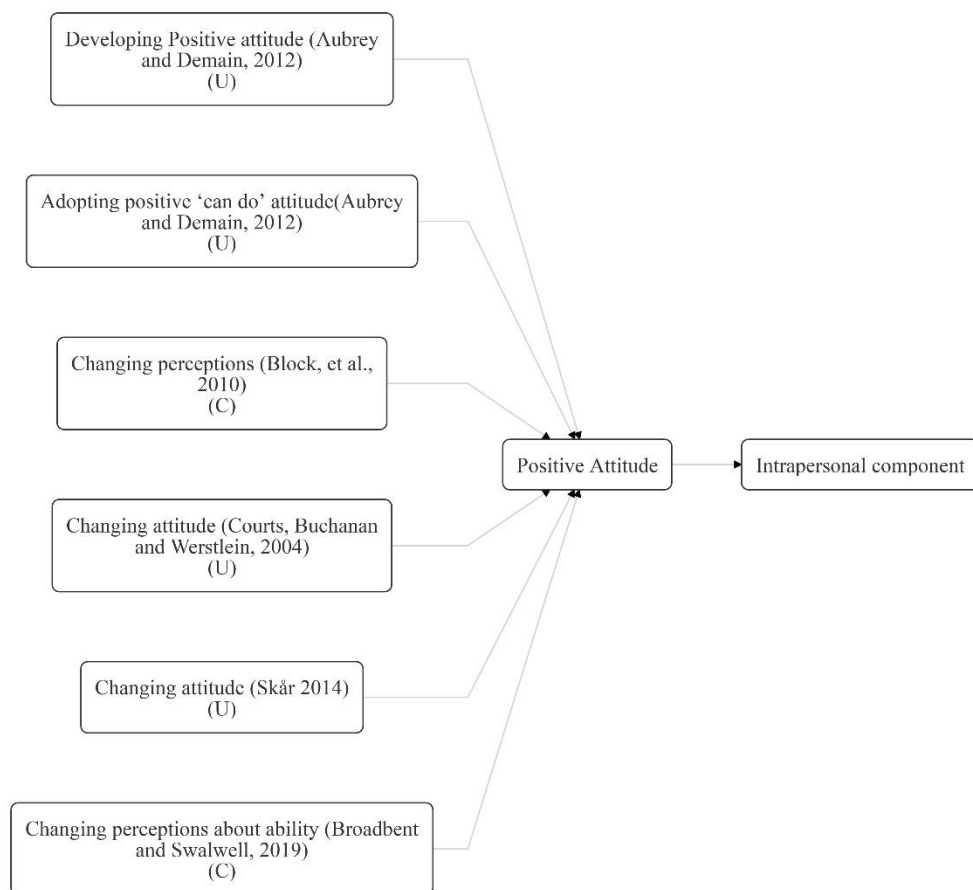 Developing Positive attitude (Aubrey
and Demain, 2012)
(U)
Adopting positive ‘can do’ attitude(Aubrey
and Demain, 2012)
(U)
Changing perceptions (Block, et al.,
2010)
(C)
Positive Attitude
Intrapersonal component
Changing attitude (Courts, Buchanan
and Werstlein, 2004)
(U)
Changing attitude (Skår 2014)
(U)
Changing perceptions about ability (Broadbent
and Swalwell, 2019)
(C)